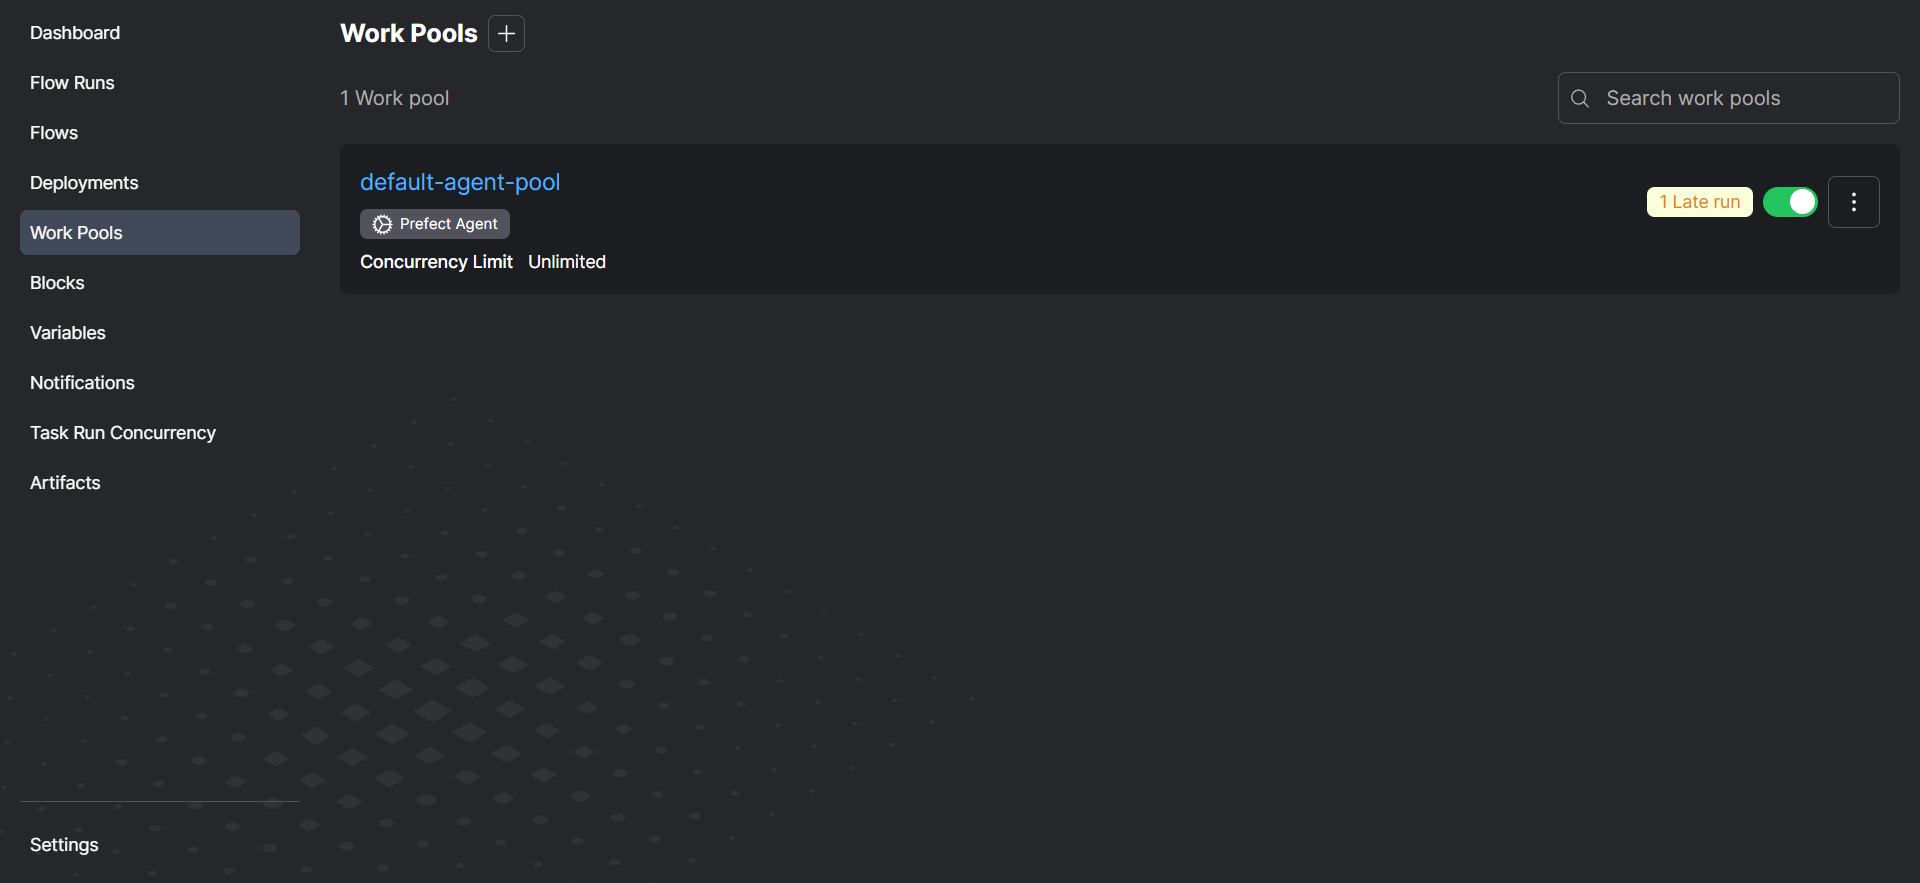 Dashboard
Flow Runs
Flows
Deployments
Work Pools
Blocks
Variables
Notifications
Task Run Concurrency
Artifacts
Settings
Work Pools
1 Work pool
Search work pools
default-agent-pool
Prefect Agent
Concurrency Limit Unlimited
1 Late run